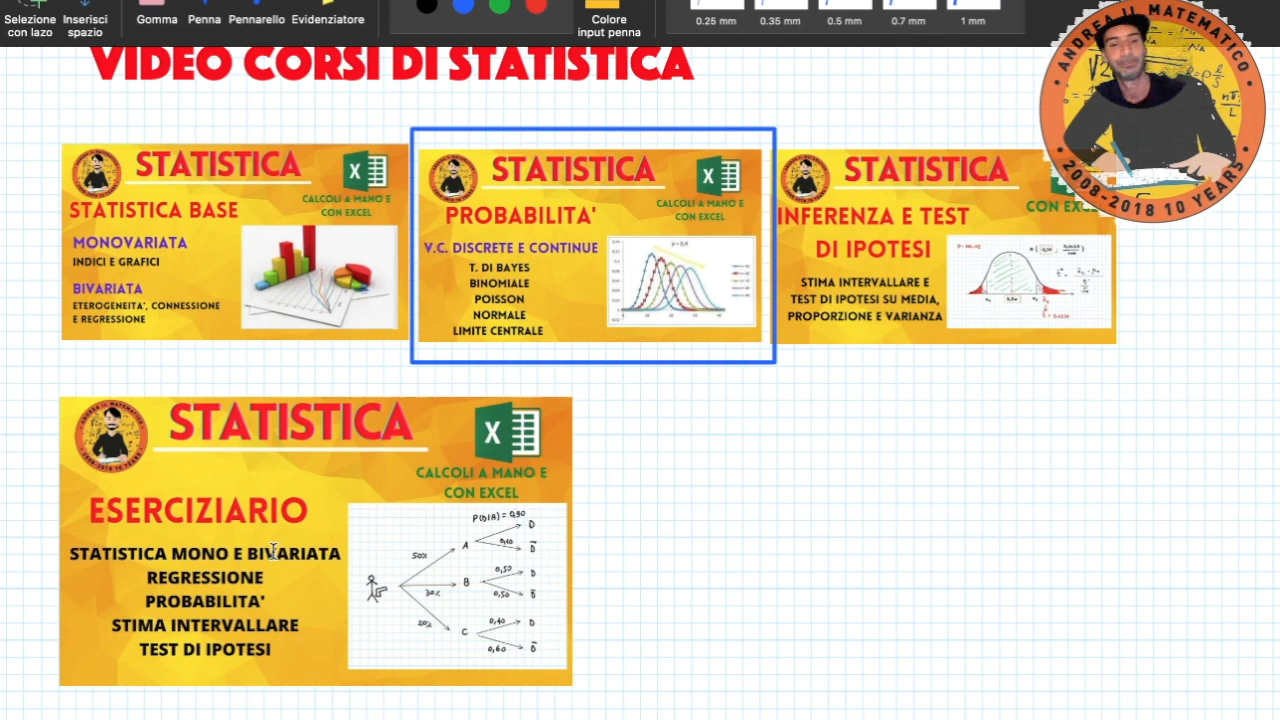 Selezione
con lazo
Inserisci
spazio
Gomma
Penna
Pennarello
Evidenziatore
Colore
input penna
0.25 mm
0.35 mm
0.5 mm
0.7 mm
1 mm
ANDREA IL MATEMATICO
2008-2018 10 YEARS
VIDEO CORSI DI STATISTICA
STATISTICA
CALCOLI A MANO E
CON EXCEL
STATISTICA BASE
MONOVARIATA
INDICI E GRAFICI
BIVARIATA
ETEROGENEITA', CONNESSIONE
E REGRESSIONE
STATISTICA
CALCOLI A MANO E
CON EXCEL
PROBABILITA'
V.C. DISCRETE E CONTINUE
T. DI BAYES
BINOMIALE
POISSON
NORMALE
LIMITE CENTRALE
STATISTICA
CON EXC
INFERENZA E TEST
DI IPOTESI
STIMA INTERVALLARE E
TEST DI IPOTESI SU MEDIA,
PROPORZIONE E VARIANZA
STATISTICA
CALCOLI A MANO E
CON EXCEL
ESERCIZIARIO
STATISTICA MONO E BIVARIATA
REGRESSIONE
PROBABILITA'
STIMA INTERVALLARE
TEST DI IPOTESI
P(D|A) = 0,90
50%
A
D
0,10
D̅
30%
B
0,50
D
0,50
D̅
20%
C
0,40
D
0,60
D̅